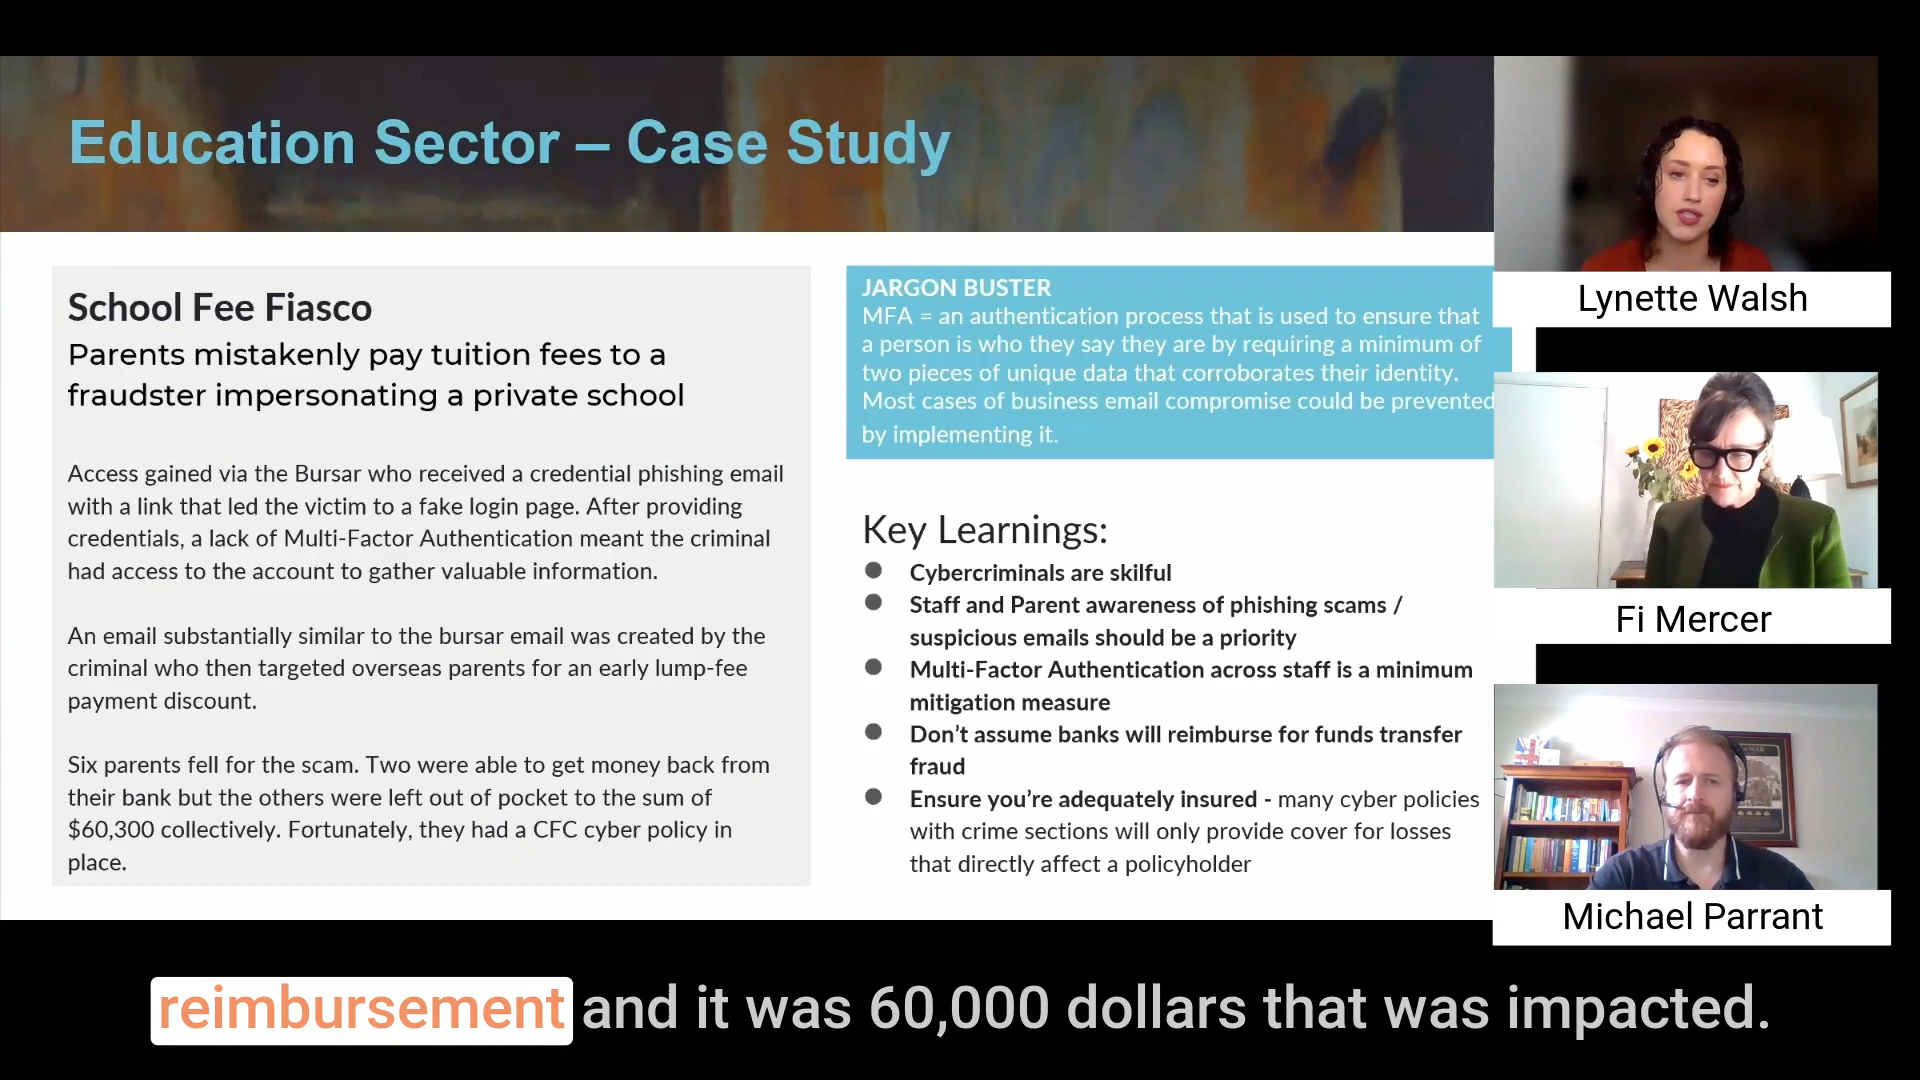 Education Sector – Case Study
School Fee Fiasco
Parents mistakenly pay tuition fees to a
fraudster impersonating a private school
Access gained via the Bursar who received a credential phishing email
with a link that led the victim to a fake login page. After providing
credentials, a lack of Multi-Factor Authentication meant the criminal
had access to the account to gather valuable information.
An email substantially similar to the bursar email was created by the
criminal who then targeted overseas parents for an early lump-fee
payment discount.
Six parents fell for the scam. Two were able to get money back from
their bank but the others were left out of pocket to the sum of
$60,300 collectively. Fortunately, they had a CFC cyber policy in
place.
JARGON BUSTER
MFA = an authentication process that is used to ensure that
a person is who they say they are by requiring a minimum of
two pieces of unique data that corroborates their identity.
Most cases of business email compromise could be prevented
by implementing it.
Key Learnings:
● Cybercriminals are skilful
● Staff and Parent awareness of phishing scams /
suspicious emails should be a priority
● Multi-Factor Authentication across staff is a minimum
mitigation measure
● Don’t assume banks will reimburse for funds transfer
fraud
● Ensure you’re adequately insured - many cyber policies
with crime sections will only provide cover for losses
that directly affect a policyholder
Lynette Walsh
Fi Mercer
Michael Parrant
reimbursement and it was 60,000 dollars that was impacted.